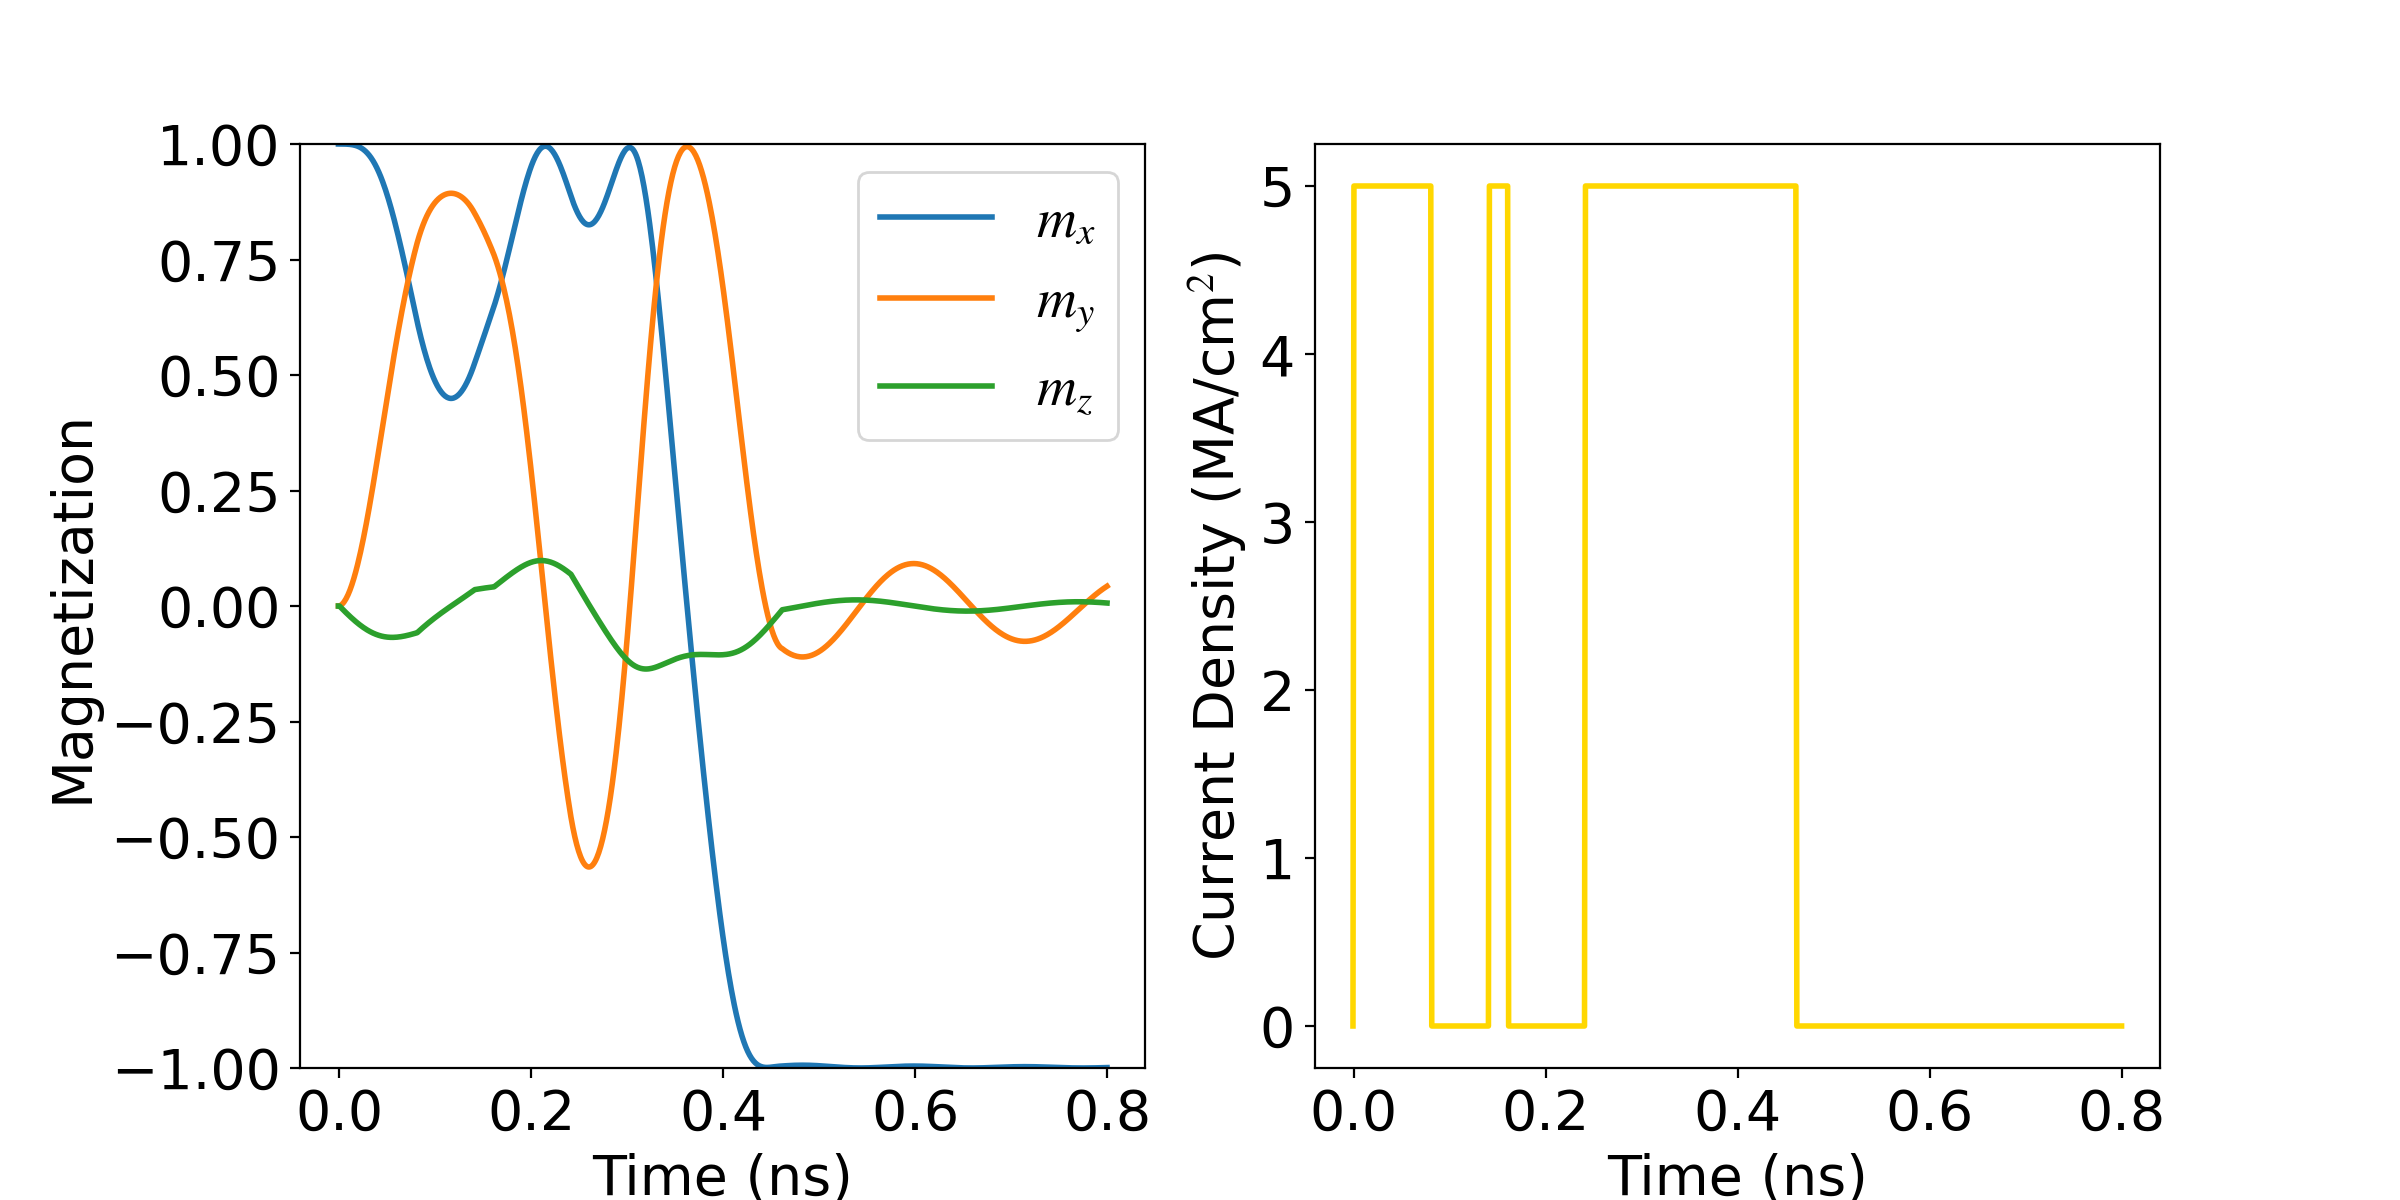 1.00
0.75
0.50
0.25
0.00
−0.25
−0.50
−0.75
−1.00
Magnetization
0.0 0.2 0.4 0.6 0.8
Time (ns)
m_x
m_y
m_z
5
4
3
2
1
0
Current Density (MA/cm²)
0.0 0.2 0.4 0.6 0.8
Time (ns)